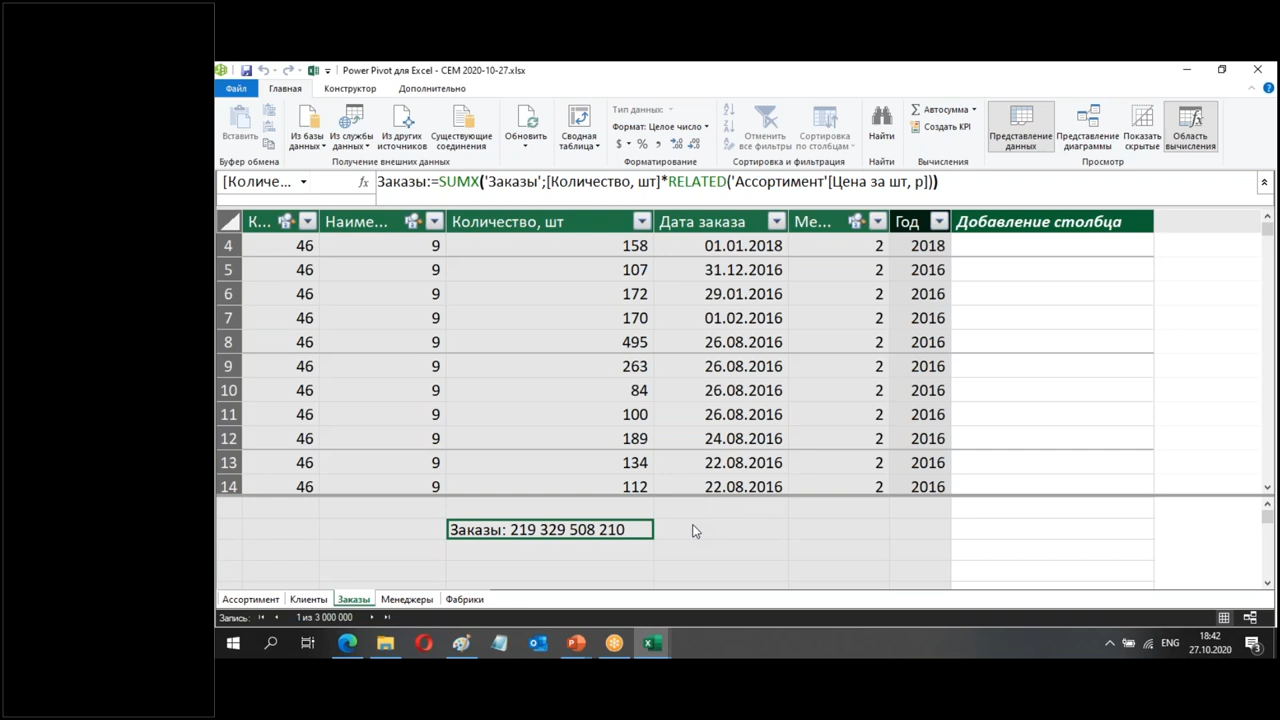 Power Pivot для Excel - СЕМ 2020-10-27.xlsx
Файл Главная Конструктор Дополнительно
Вставить
Буфер обмена
Из базы данных
Из службы данных
Из других источников
Существующие соединения
Получение внешних данных
Обновить
Сводная таблица
Тип данных:
Формат: Целое число
$ % ,
Форматирование
Отменить все фильтры
Сортировка по столбцам
Сортировка и фильтрация
Найти
Найти
Автосумма
Создать KPI
Вычисления
Представление данных
Представление диаграммы
Показать скрытые
Область вычисления
Просмотр
[Количе... fx Заказы:=SUMX('Заказы';[Количество, шт]*RELATED('Ассортимент'[Цена за шт, р]))
К... Наиме... Количество, шт Дата заказа Ме... Год Добавление столбца
4 46 9 158 01.01.2018 2 2018
5 46 9 107 31.12.2016 2 2016
6 46 9 172 29.01.2016 2 2016
7 46 9 170 01.02.2016 2 2016
8 46 9 495 26.08.2016 2 2016
9 46 9 263 26.08.2016 2 2016
10 46 9 84 26.08.2016 2 2016
11 46 9 100 26.08.2016 2 2016
12 46 9 189 24.08.2016 2 2016
13 46 9 134 22.08.2016 2 2016
14 46 9 112 22.08.2016 2 2016
Заказы: 219 329 508 210
Ассортимент Клиенты Заказы Менеджеры Фабрики
Запись: 1 из 3 000 000
ENG
18:42
27.10.2020
3